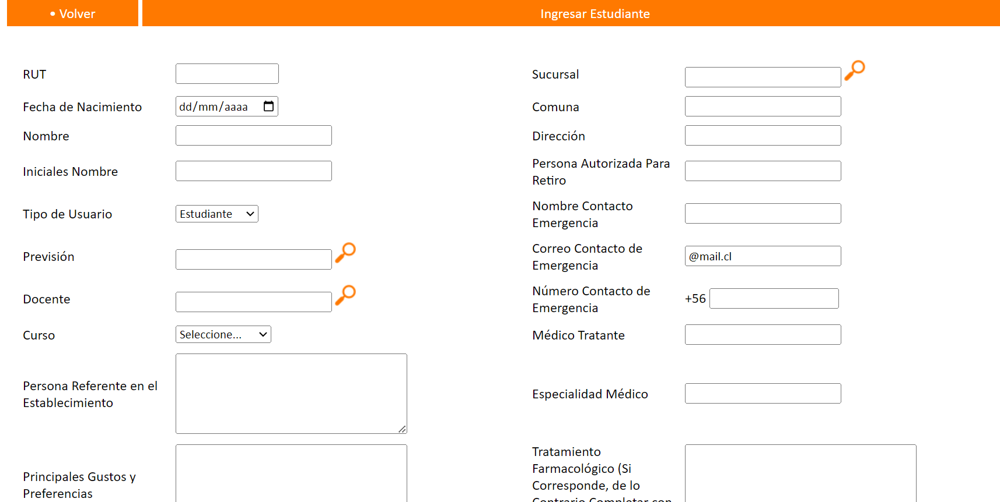 • Volver
Ingresar Estudiante
RUT
Sucursal
Fecha de Nacimiento
dd/mm/aaaa
Comuna
Nombre
Dirección
Iniciales Nombre
Persona Autorizada Para
Retiro
Tipo de Usuario
Estudiante
Nombre Contacto
Emergencia
Previsión
Correo Contacto de
Emergencia
@mail.cl
Docente
Número Contacto de
Emergencia
+56
Curso
Seleccione...
Médico Tratante
Persona Referente en el
Establecimiento
Especialidad Médico
Principales Gustos y
Preferencias
Tratamiento
Farmacológico (Si
Corresponde, de lo
Contrario Completar con